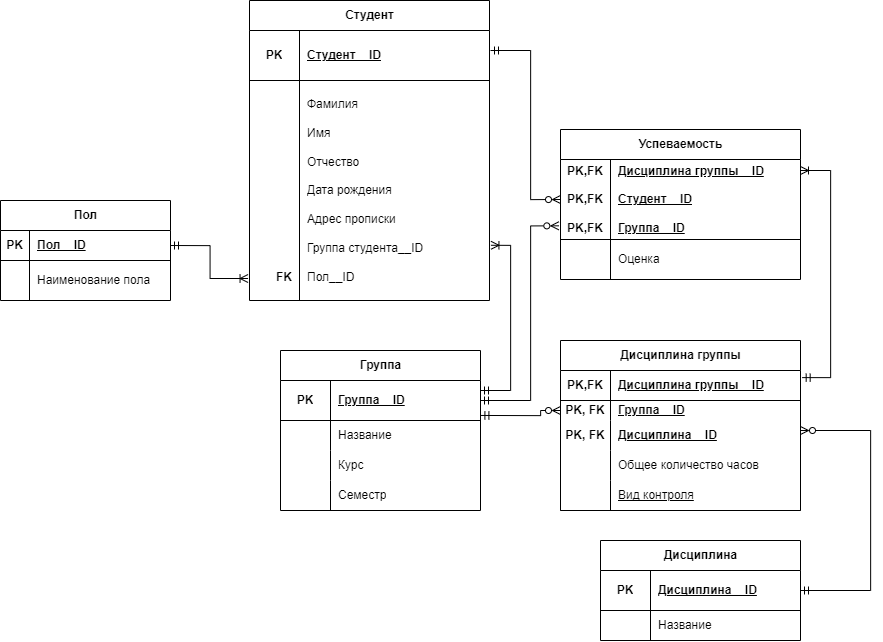 Студент
PK Студент__ID
Фамилия
Имя
Отчество
Дата рождения
Адрес прописки
Группа студента__ID
FK Пол__ID
Пол
PK Пол__ID
Наименование пола
Успеваемость
PK,FK Дисциплина группы__ID
PK,FK Студент__ID
PK,FK Группа__ID
Оценка
Группа
PK Группа__ID
Название
Курс
Семестр
Дисциплина группы
PK,FK Дисциплина группы__ID
PK, FK Группа__ID
PK, FK Дисциплина__ID
Общее количество часов
Вид контроля
Дисциплина
PK Дисциплина__ID
Название